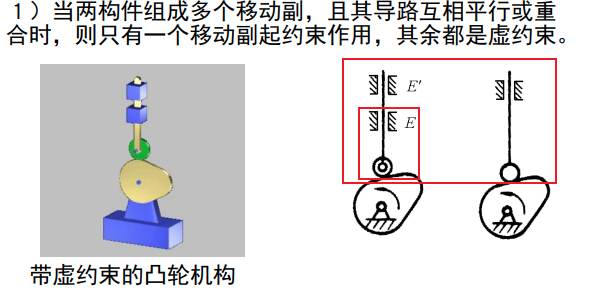 1）当两构件组成多个移动副，且其导路互相平行或重
合时，则只有一个移动副起约束作用，其余都是虚约束。
E′
E
带虚约束的凸轮机构